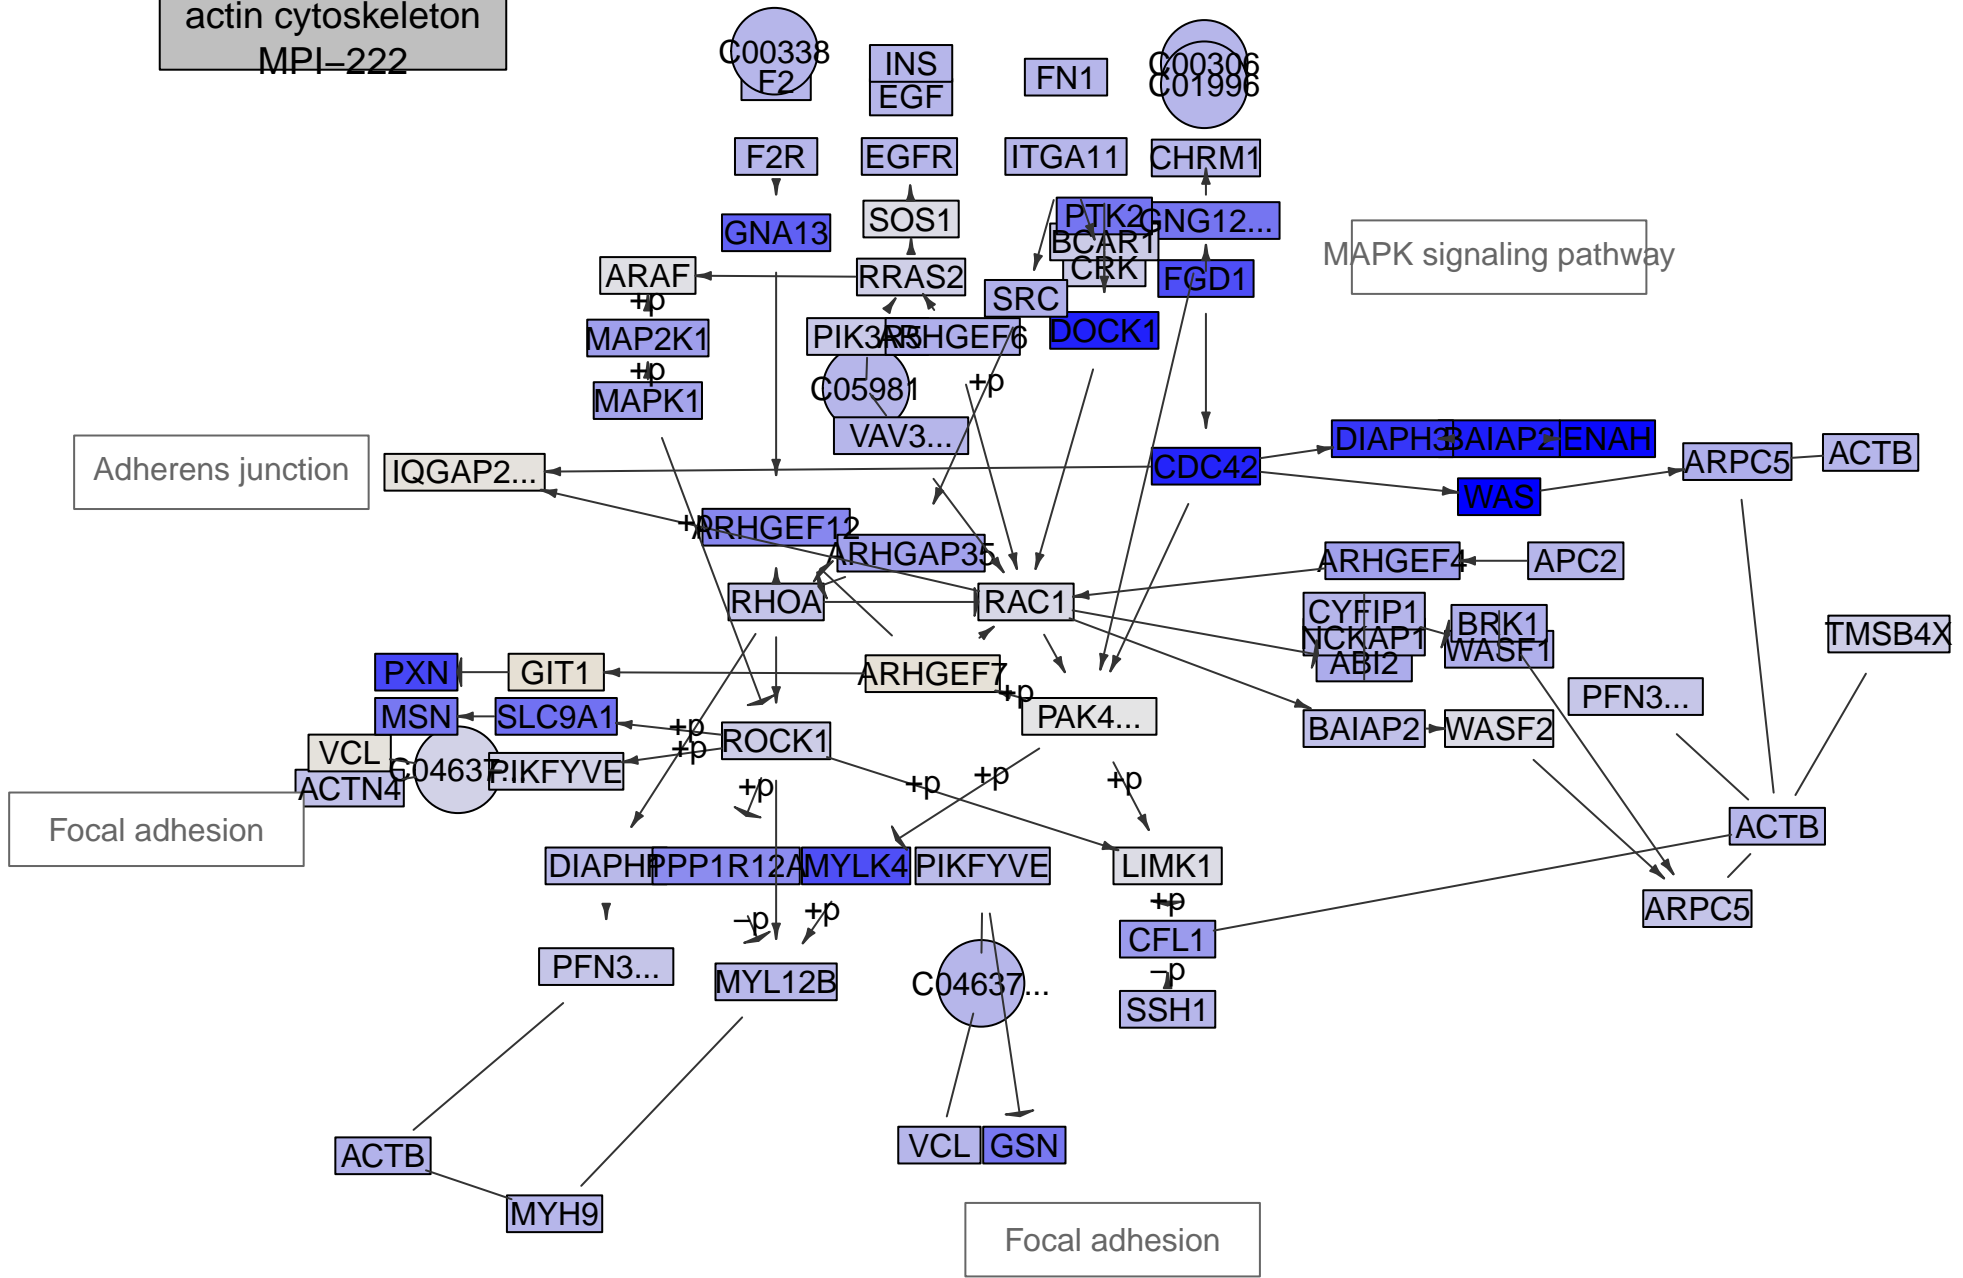 actin cytoskeleton
MPI−222
C00338
F2
INS
EGF
FN1
C00306
C01996
F2R
EGFR
ITGA11
CHRM1
GNA13
SOS1
PTK2
GNG12...
BCAR1
CRK
MAPK signaling pathway
ARAF
RRAS2
SRC
FGD1
+p
MAP2K1
PIK3R5
ARHGEF6
DOCK1
+p
MAPK1
C05981
+p
VAV3...
Adherens junction
IQGAP2...
CDC42
DIAPH3
BAIAP2
ENAH
ARPC5
ACTB
WAS
+p
ARHGEF12
ARHGAP35
ARHGEF4
APC2
RHOA
RAC1
CYFIP1
NCKAP1
ABI2
BRK1
WASF1
TMSB4X
PXN
GIT1
ARHGEF7
+p
PFN3...
MSN
SLC9A1
+p
PAK4...
BAIAP2
WASF2
VCL
ACTN4
C04637...
PIKFYVE
+p
ROCK1
+p
+p
+p
+p
Focal adhesion
ACTB
PPP1R12A
MYLK4
PIKFYVE
LIMK1
−p
+p
+p
ARPC5
CFL1
PFN3...
MYL12B
C04637...
−p
SSH1
ACTB
VCL
GSN
MYH9
Focal adhesion